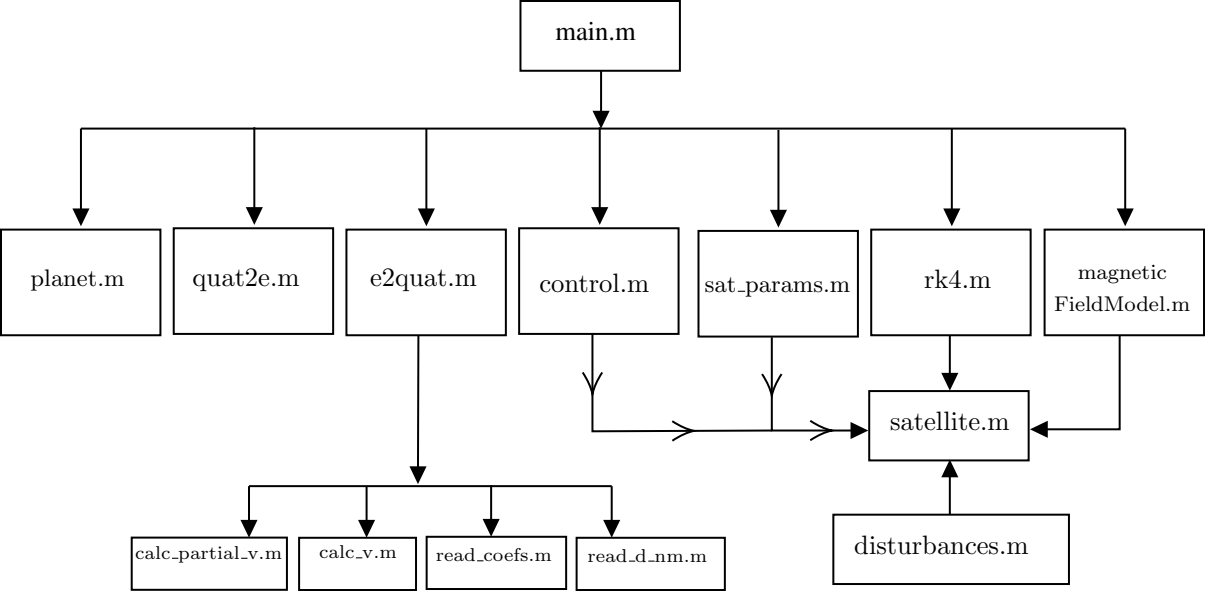 main.m
planet.m
quat2e.m
e2quat.m
control.m
sat_params.m
rk4.m
magnetic
FieldModel.m
satellite.m
disturbances.m
calc_partial_v.m
calc_v.m
read_coefs.m
read_d_nm.m